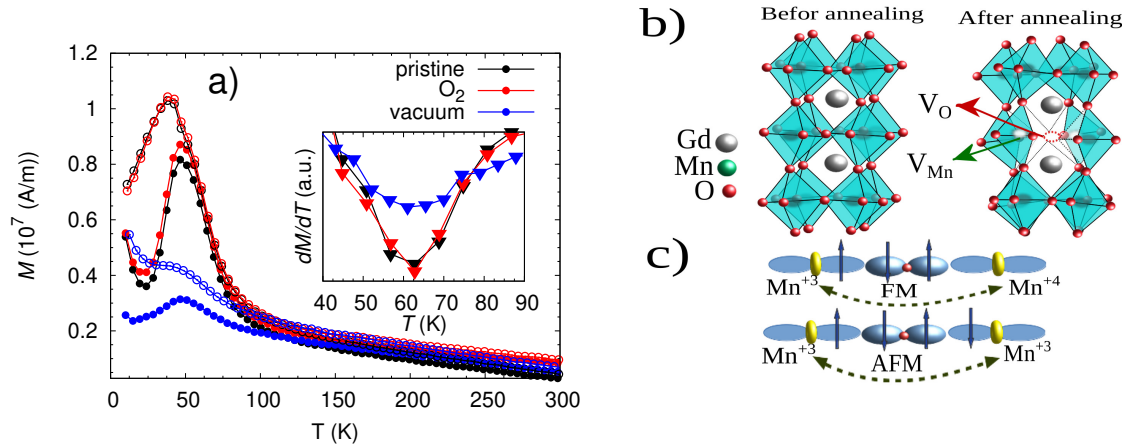 a)
pristine
O2
vacuum
1.2
1
0.8
0.6
0.4
0.2
0 50 100 150 200 250 300
T (K)
M (10^7 (A/m))
dM/dT (a.u.)
40 50 60 70 80 90
T (K)
b)
Befor annealing
After annealing
Gd
Mn
O
VO
VMn
c)
Mn+3
FM
Mn+4
Mn+3
AFM
Mn+3